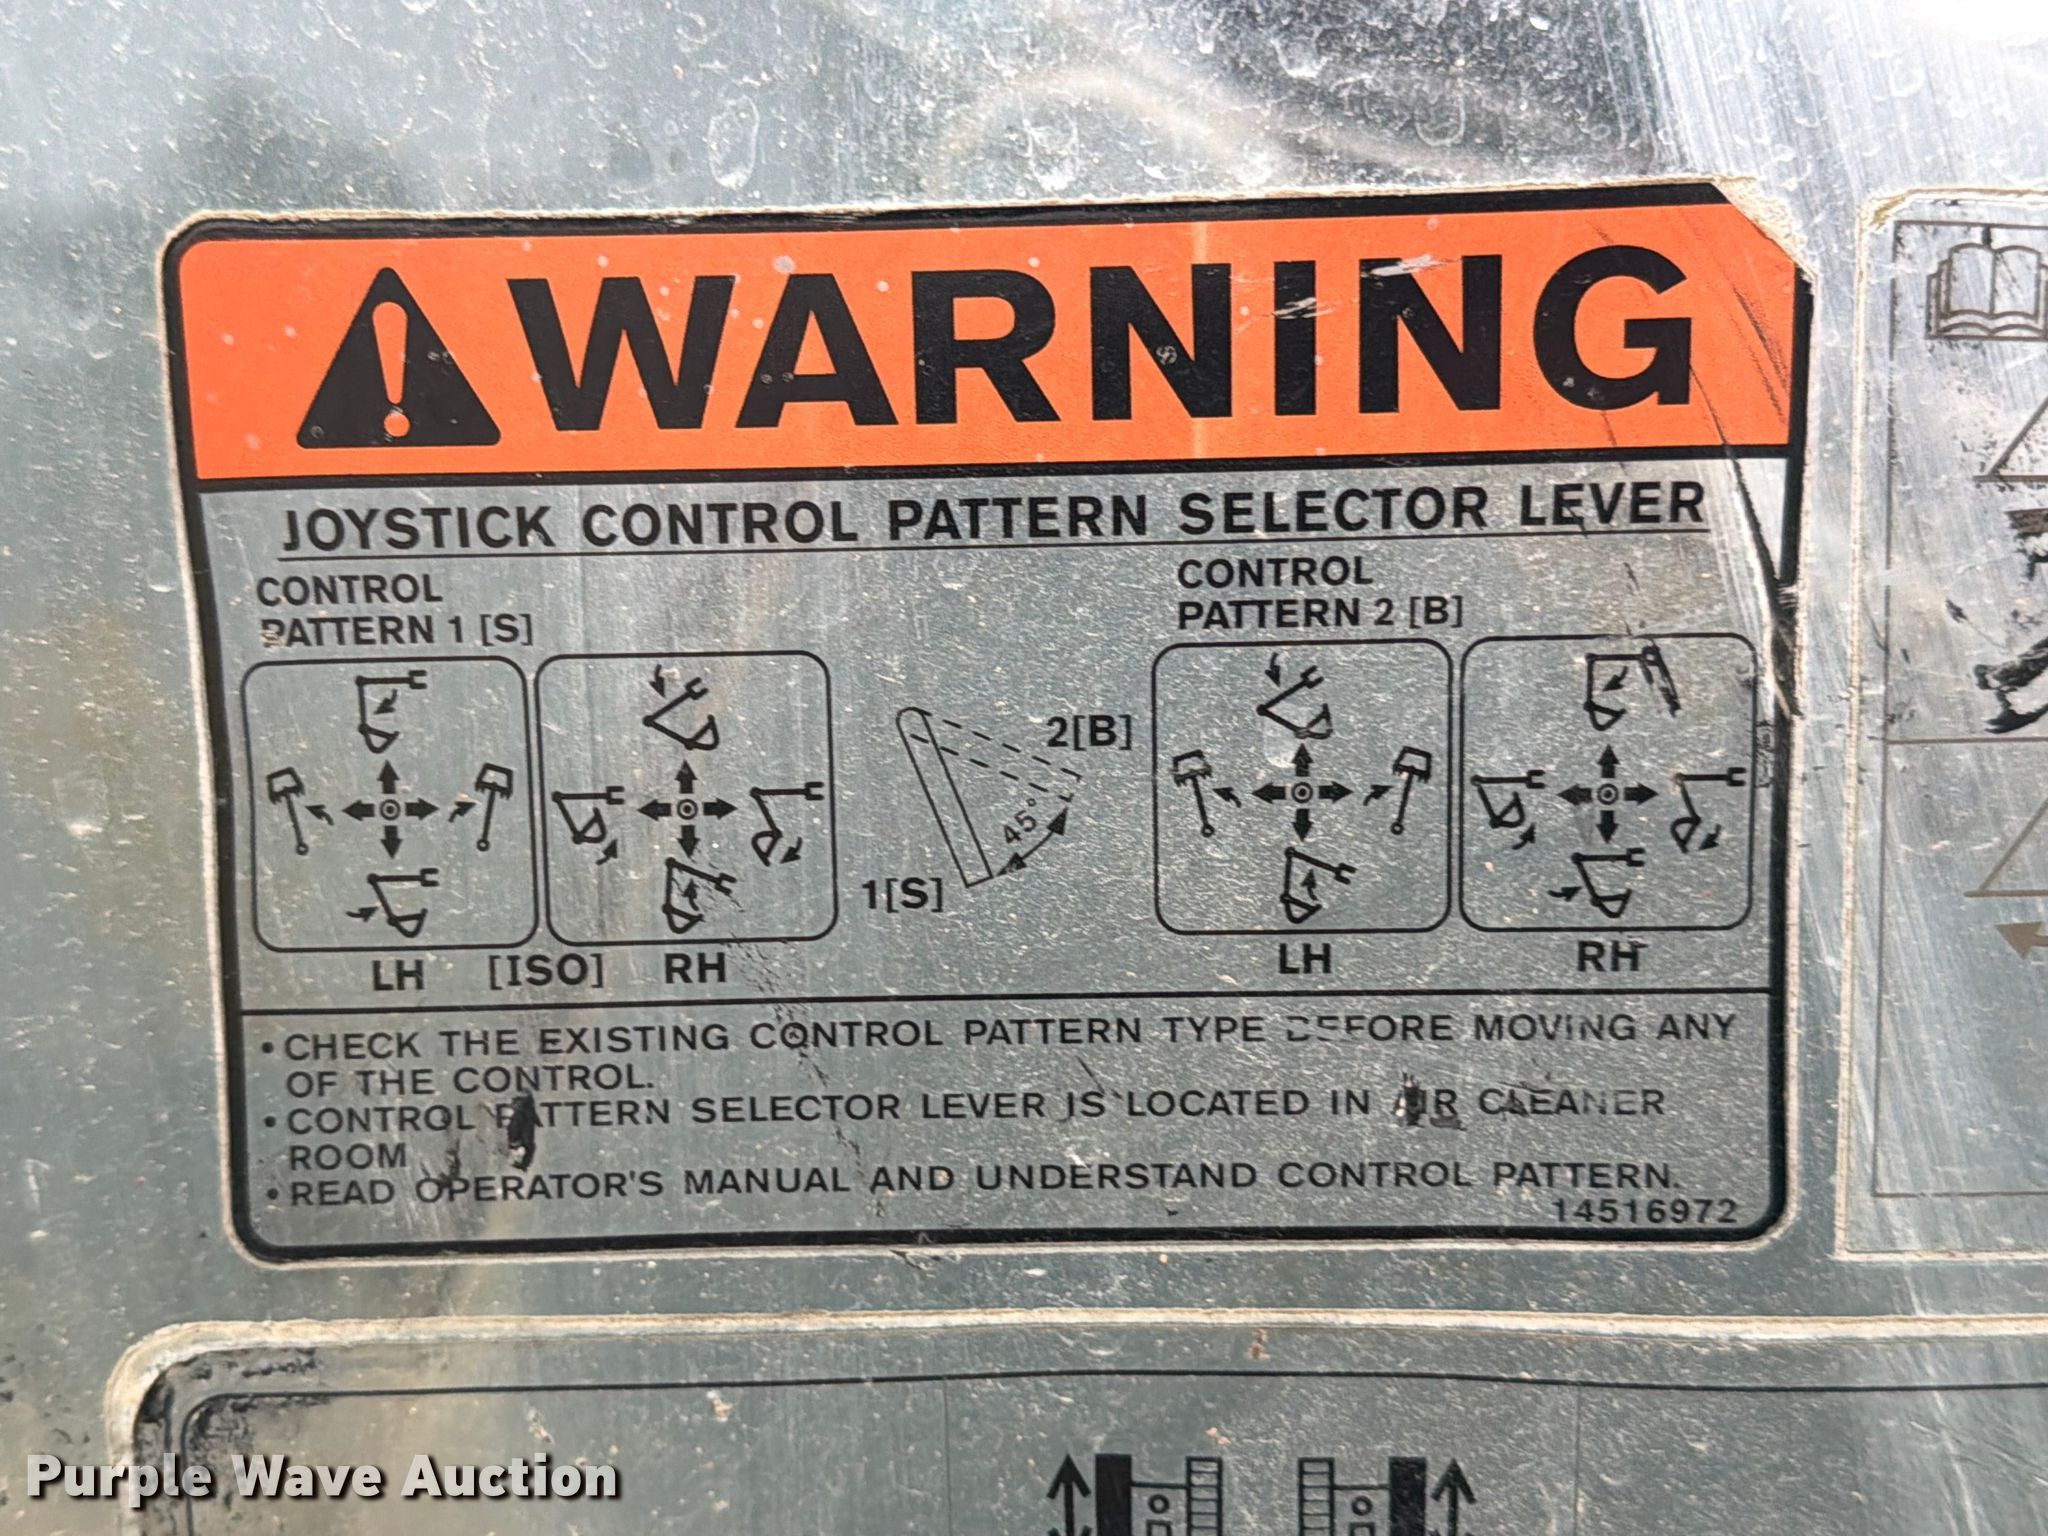 WARNING
JOYSTICK CONTROL PATTERN SELECTOR LEVER
CONTROL
PATTERN 1 [S]
CONTROL
PATTERN 2 [B]
2[B]
45°
1[S]
LH [ISO] RH
LH RH
• CHECK THE EXISTING CONTROL PATTERN TYPE BEFORE MOVING ANY
OF THE CONTROL.
• CONTROL PATTERN SELECTOR LEVER IS LOCATED IN AIR CLEANER
ROOM
• READ OPERATOR'S MANUAL AND UNDERSTAND CONTROL PATTERN.
14516972
Purple Wave Auction